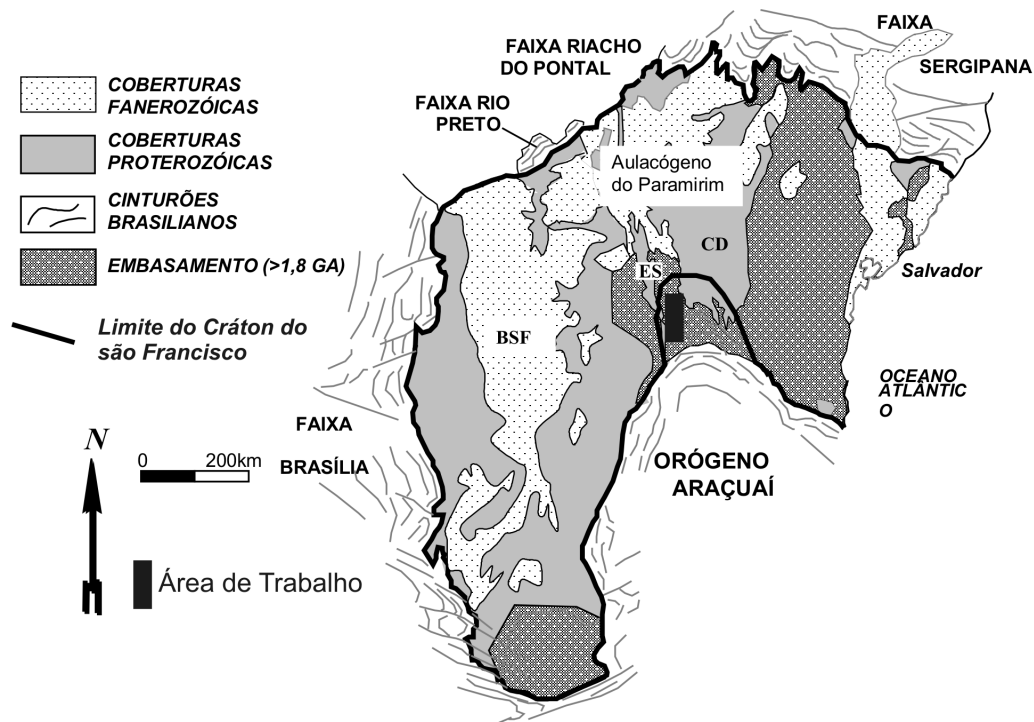 COBERTURAS
FANEROZÓICAS
COBERTURAS
PROTEROZÓICAS
CINTURÕES
BRASILIANOS
EMBASAMENTO (>1,8 GA)
Limite do Cráton do
são Francisco
N
0 200km
Área de Trabalho
FAIXA RIACHO
DO PONTAL
FAIXA RIO
PRETO
FAIXA
SERGIPANA
Aulacógeno
do Paramirim
CD
ES
BSF
Salvador
OCEANO
ATLÂNTIC
O
FAIXA
BRASÍLIA
ORÓGENO
ARAÇUAÍ